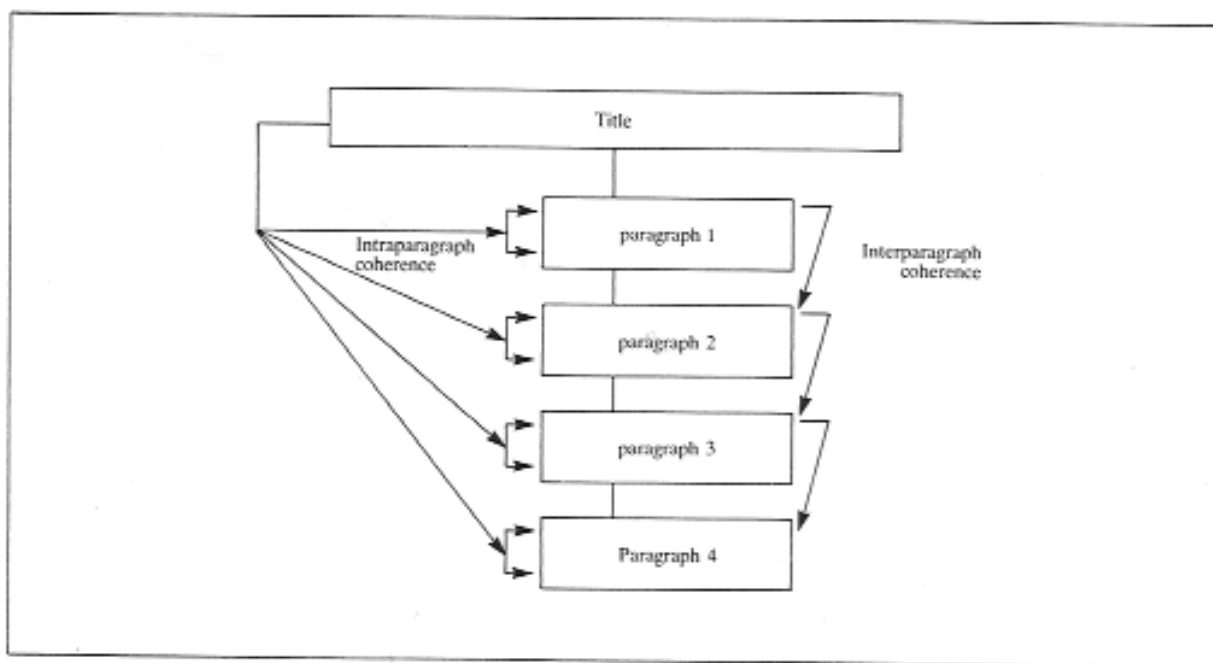 Title
paragraph 1
Intraparagraph
coherence
Interparagraph
coherence
paragraph 2
paragraph 3
Paragraph 4